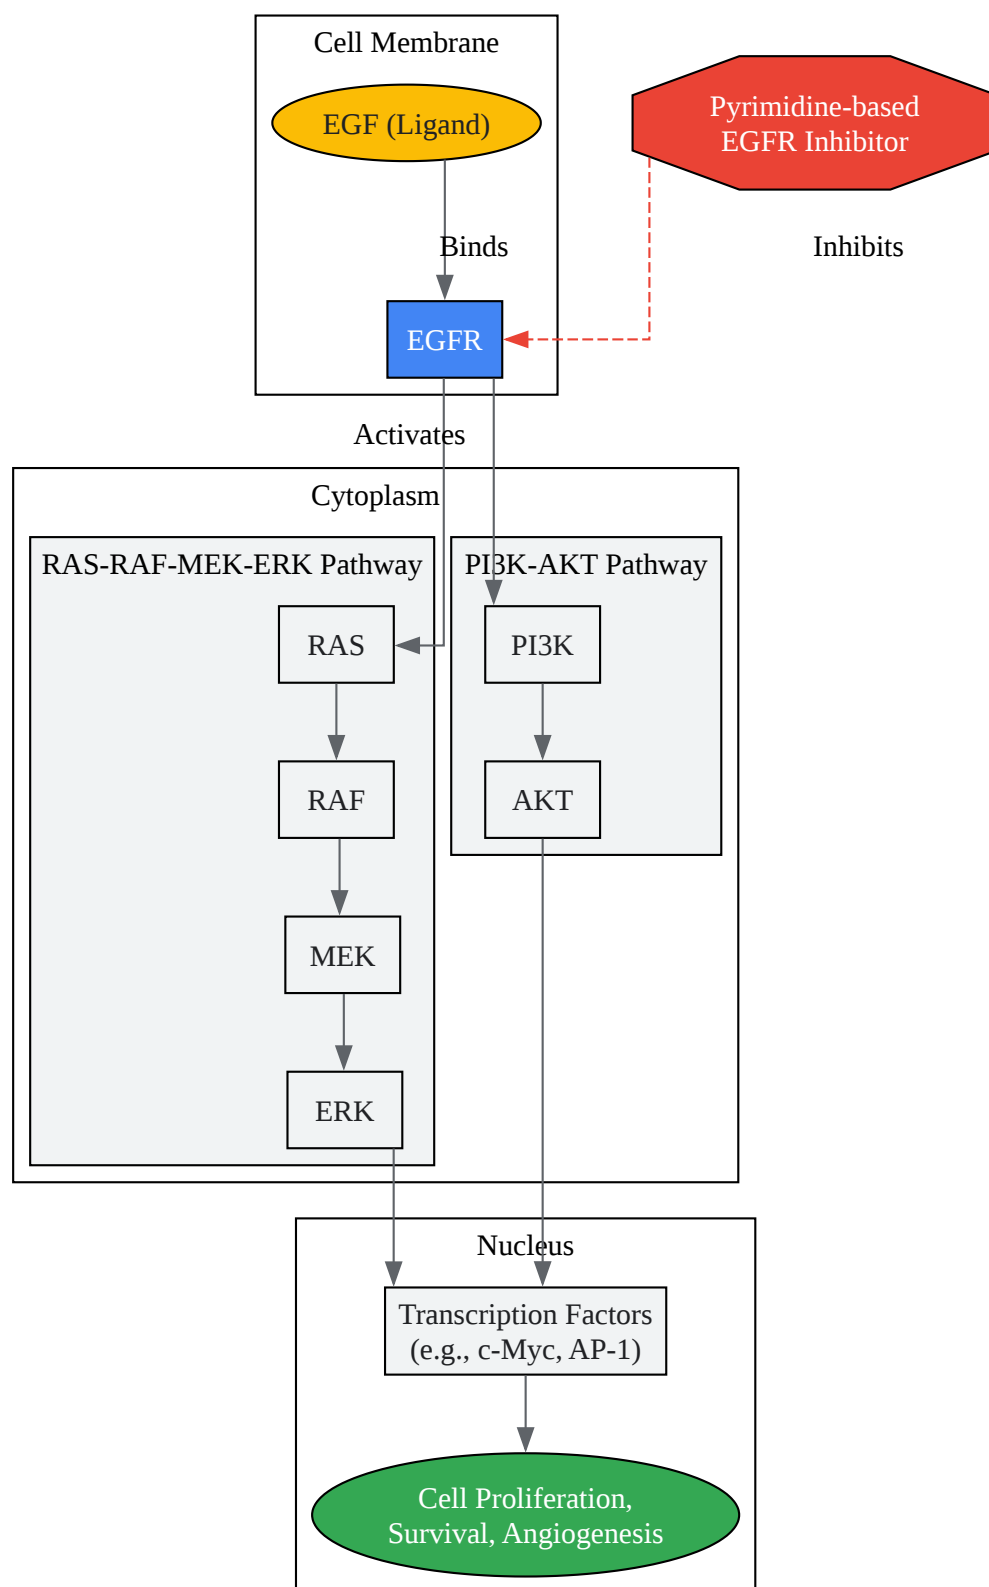 Cell Membrane
EGF (Ligand)
Pyrimidine-based
EGFR Inhibitor
Binds
Inhibits
EGFR
Activates
Cytoplasm
RAS-RAF-MEK-ERK Pathway
PI3K-AKT Pathway
RAS
PI3K
RAF
AKT
MEK
ERK
Nucleus
Transcription Factors
(e.g., c-Myc, AP-1)
Cell Proliferation,
Survival, Angiogenesis